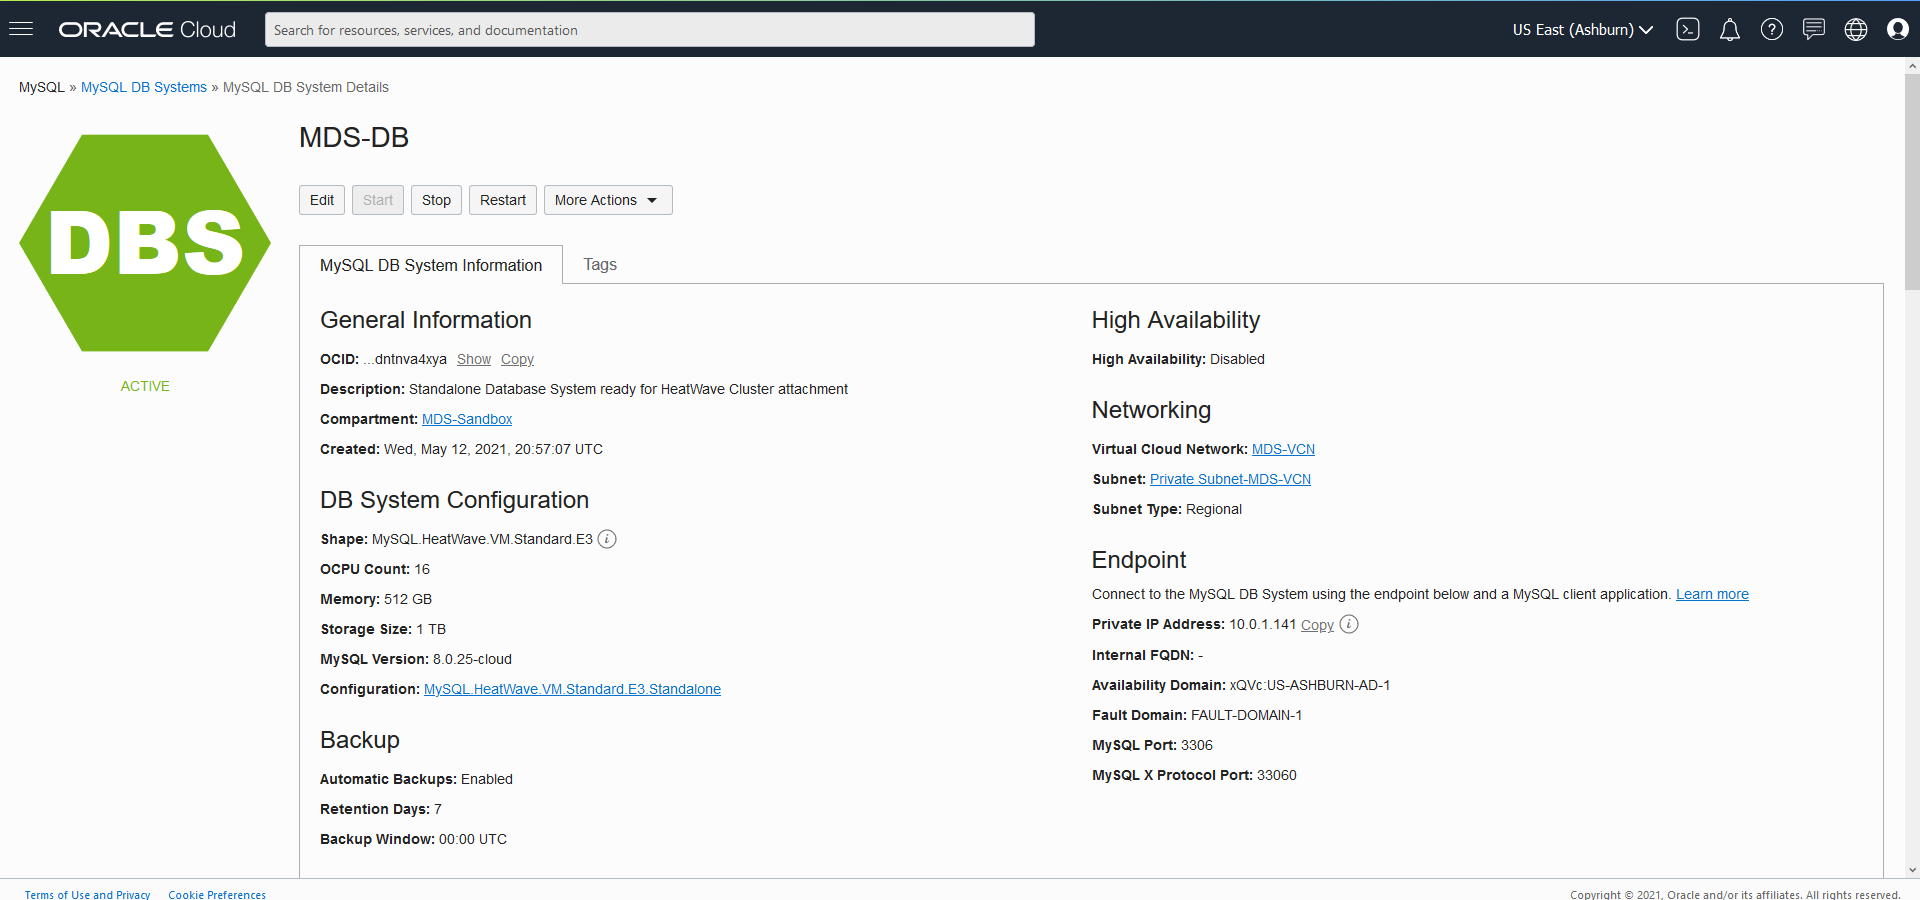 ORACLE Cloud
Search for resources, services, and documentation
US East (Ashburn)
MySQL » MySQL DB Systems » MySQL DB System Details
DBS
ACTIVE
MDS-DB
Edit Start Stop Restart More Actions
MySQL DB System Information Tags
General Information
OCID: ...dntnva4xya Show Copy
Description: Standalone Database System ready for HeatWave Cluster attachment
Compartment: MDS-Sandbox
Created: Wed, May 12, 2021, 20:57:07 UTC
DB System Configuration
Shape: MySQL.HeatWave.VM.Standard.E3
OCPU Count: 16
Memory: 512 GB
Storage Size: 1 TB
MySQL Version: 8.0.25-cloud
Configuration: MySQL.HeatWave.VM.Standard.E3.Standalone
Backup
Automatic Backups: Enabled
Retention Days: 7
Backup Window: 00:00 UTC
High Availability
High Availability: Disabled
Networking
Virtual Cloud Network: MDS-VCN
Subnet: Private Subnet-MDS-VCN
Subnet Type: Regional
Endpoint
Connect to the MySQL DB System using the endpoint below and a MySQL client application. Learn more
Private IP Address: 10.0.1.141 Copy
Internal FQDN: -
Availability Domain: xQVc:US-ASHBURN-AD-1
Fault Domain: FAULT-DOMAIN-1
MySQL Port: 3306
MySQL X Protocol Port: 33060
Terms of Use and Privacy Cookie Preferences
Copyright © 2021, Oracle and/or its affiliates. All rights reserved.